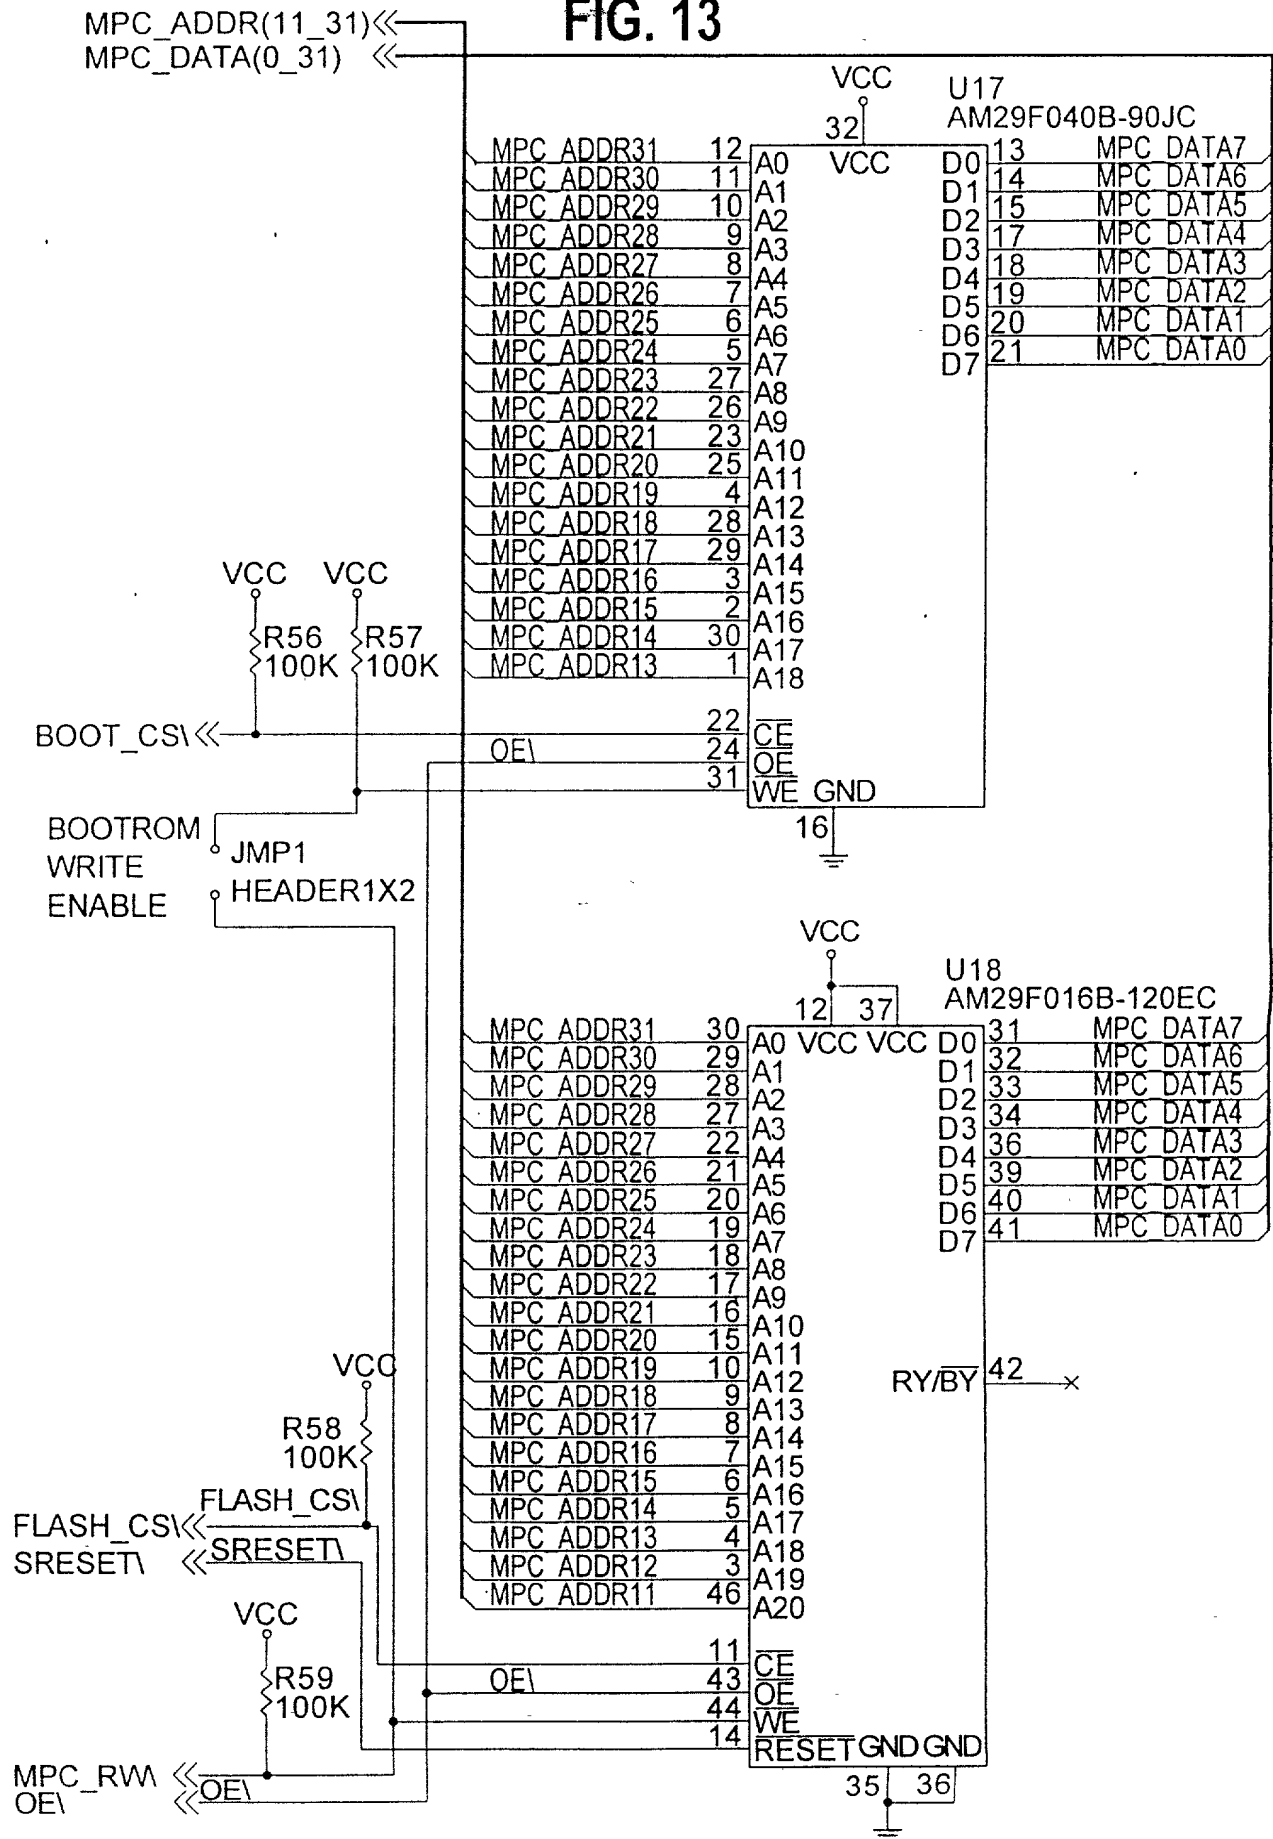 FIG. 13
MPC_ADDR(11_31)
MPC_DATA(0_31)
VCC
U17
AM29F040B-90JC
32
VCC
MPC_ADDR31 12 A0 D0 13 MPC_DATA7
MPC_ADDR30 11 A1 D1 14 MPC_DATA6
MPC_ADDR29 10 A2 D2 15 MPC_DATA5
MPC_ADDR28 9 A3 D3 17 MPC_DATA4
MPC_ADDR27 8 A4 D4 18 MPC_DATA3
MPC_ADDR26 7 A5 D5 19 MPC_DATA2
MPC_ADDR25 6 A6 D6 20 MPC_DATA1
MPC_ADDR24 5 A7 D7 21 MPC_DATA0
MPC_ADDR23 27 A8
MPC_ADDR22 26 A9
MPC_ADDR21 23 A10
MPC_ADDR20 25 A11
MPC_ADDR19 4 A12
MPC_ADDR18 28 A13
MPC_ADDR17 29 A14
MPC_ADDR16 3 A15
MPC_ADDR15 2 A16
MPC_ADDR14 30 A17
MPC_ADDR13 1 A18
VCC VCC
R56 R57
100K 100K
BOOT_CS\ 22 CE
OE\ 24 OE
31 WE GND
16
BOOTROM
WRITE
ENABLE
JMP1
HEADER1X2
VCC
U18
AM29F016B-120EC
12 37
VCC VCC
MPC_ADDR31 30 A0 D0 31 MPC_DATA7
MPC_ADDR30 29 A1 D1 32 MPC_DATA6
MPC_ADDR29 28 A2 D2 33 MPC_DATA5
MPC_ADDR28 27 A3 D3 34 MPC_DATA4
MPC_ADDR27 22 A4 D4 36 MPC_DATA3
MPC_ADDR26 21 A5 D5 39 MPC_DATA2
MPC_ADDR25 20 A6 D6 40 MPC_DATA1
MPC_ADDR24 19 A7 D7 41 MPC_DATA0
MPC_ADDR23 18 A8
MPC_ADDR22 17 A9
MPC_ADDR21 16 A10
MPC_ADDR20 15 A11
MPC_ADDR19 10 A12
MPC_ADDR18 9 A13
MPC_ADDR17 8 A14
MPC_ADDR16 7 A15
MPC_ADDR15 6 A16
MPC_ADDR14 5 A17
MPC_ADDR13 4 A18
MPC_ADDR12 3 A19
MPC_ADDR11 46 A20
RY/BY 42
VCC
R58
100K
FLASH_CS\ FLASH_CS\
SRESET\ SRESET\
VCC
R59
100K
11 CE
OE\ 43 OE
44 WE
14 RESET GND GND
35 36
MPC_RW\
OE\ OE\